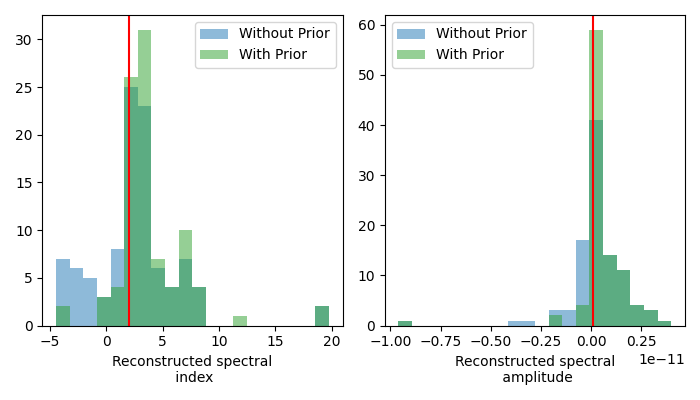 30
25
20
15
10
5
0
−5
0
5
10
15
20
Reconstructed spectral
index
Without Prior
With Prior
60
50
40
30
20
10
0
−1.00
−0.75
−0.50
−0.25
0.00
0.25
1e−11
Reconstructed spectral
amplitude
Without Prior
With Prior